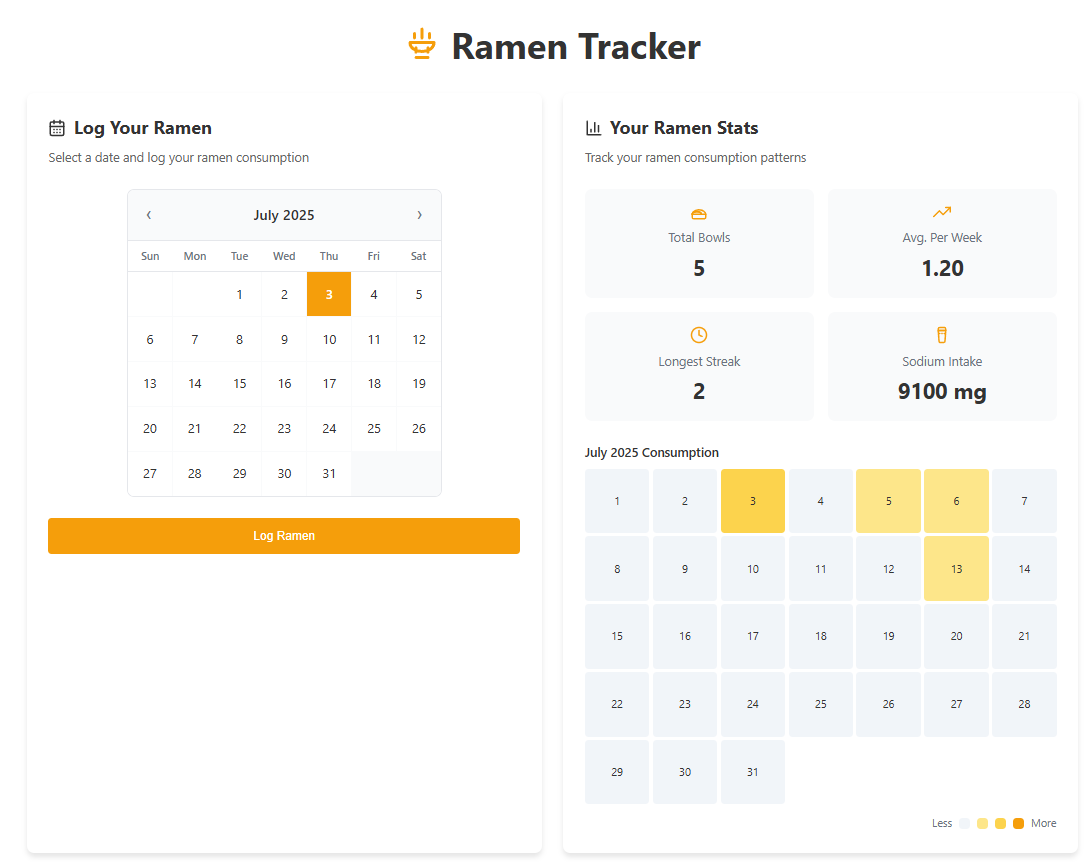 Ramen Tracker
Log Your Ramen
Select a date and log your ramen consumption
‹ July 2025 ›
Sun Mon Tue Wed Thu Fri Sat
1 2 3 4 5
6 7 8 9 10 11 12
13 14 15 16 17 18 19
20 21 22 23 24 25 26
27 28 29 30 31
Log Ramen
Your Ramen Stats
Track your ramen consumption patterns
Total Bowls
5
Avg. Per Week
1.20
Longest Streak
2
Sodium Intake
9100 mg
July 2025 Consumption
1 2 3 4 5 6 7
8 9 10 11 12 13 14
15 16 17 18 19 20 21
22 23 24 25 26 27 28
29 30 31
Less More